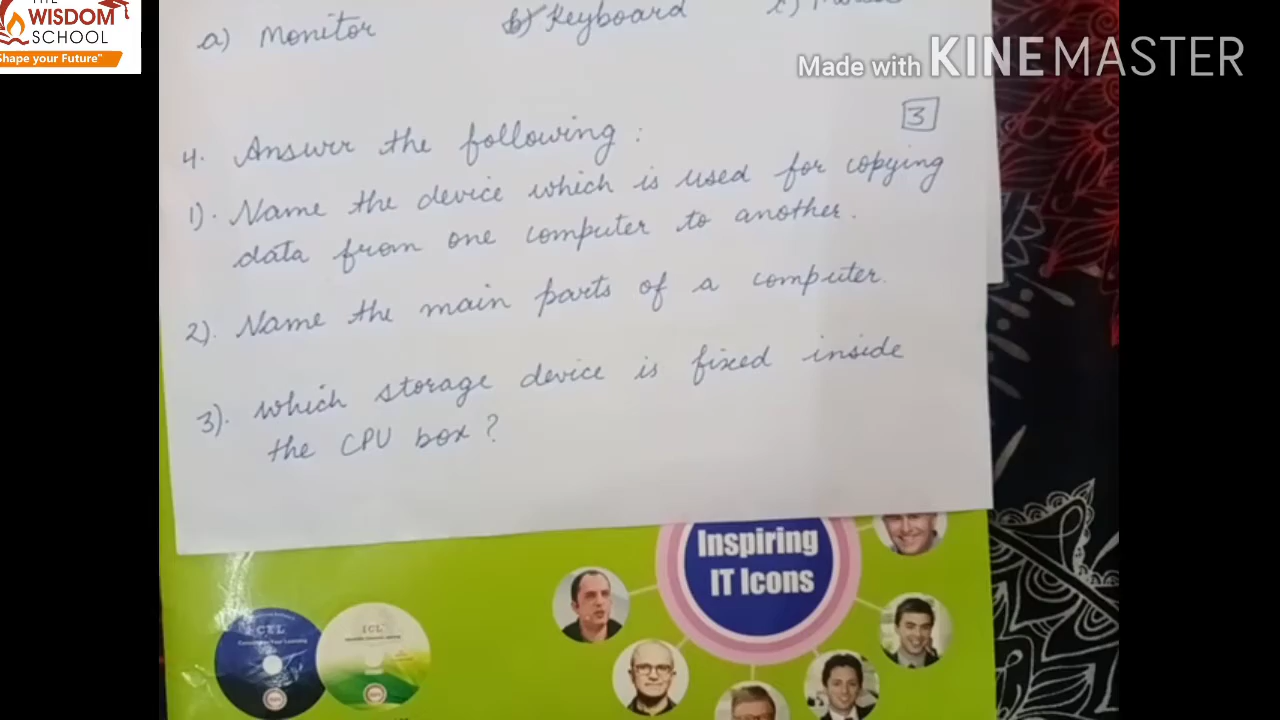 THE
WISDOM
SCHOOL
Shape your Future"
Made with KINEMASTER
a) Monitor b) Keyboard c)
3
4. Answer the following :
1). Name the device which is used for copying
data from one computer to another.
2). Name the main parts of a computer.
3). which storage device is fixed inside
the CPU box ?
Inspiring
IT Icons
CEL
ICL